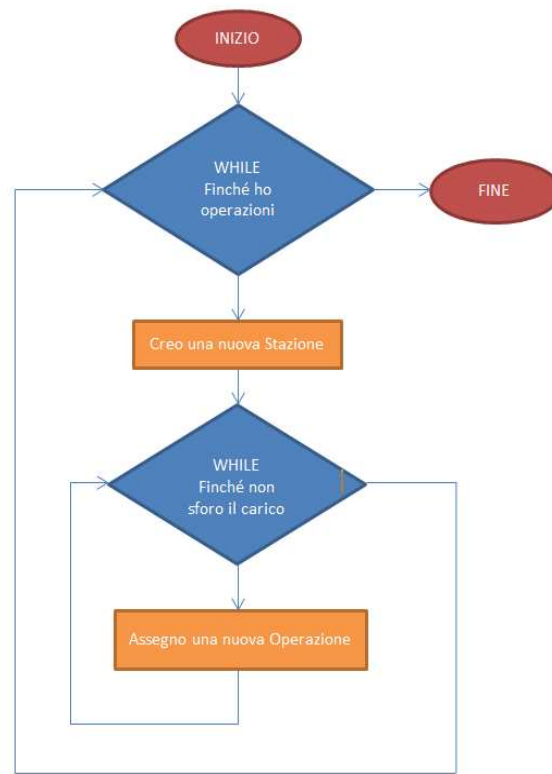 INIZIO
WHILE
Finché ho
operazioni
FINE
Creo una nuova Stazione
WHILE
Finché non
sforo il carico
Assegno una nuova Operazione